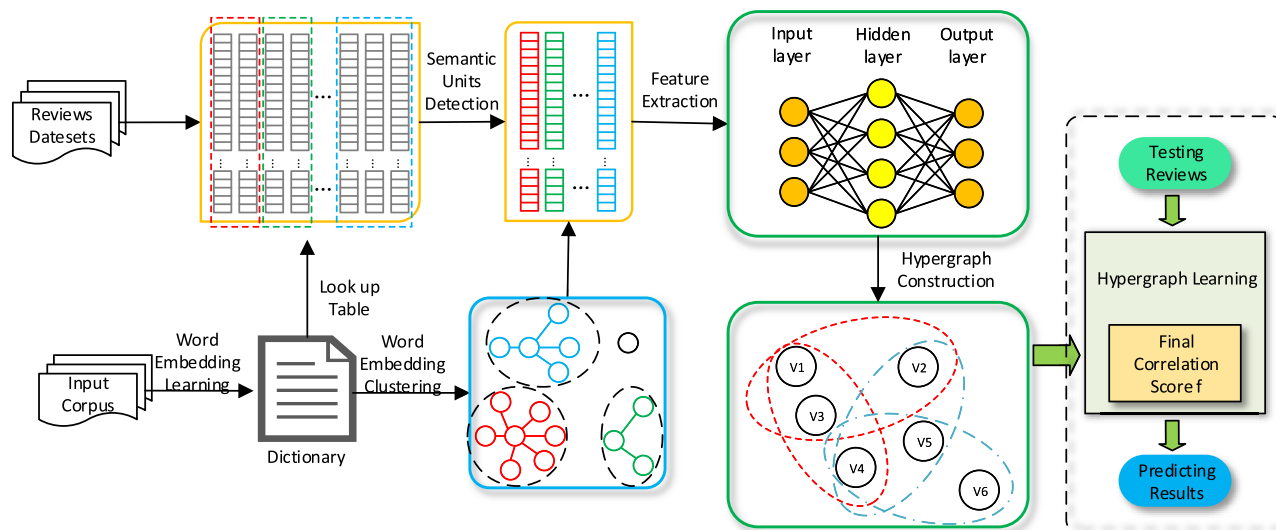 Reviews
Datesets
...
...
Semantic
Units
Detection
...
...
Feature
Extraction
Input
layer
Hidden
layer
Output
layer
Testing
Reviews
Hypergraph Learning
Final
Correlation
Score f
Predicting
Results
Hypergraph
Construction
Look up
Table
Input
Corpus
Word
Embedding
Learning
Dictionary
Word
Embedding
Clustering
V1
V2
V3
V5
V4
V6